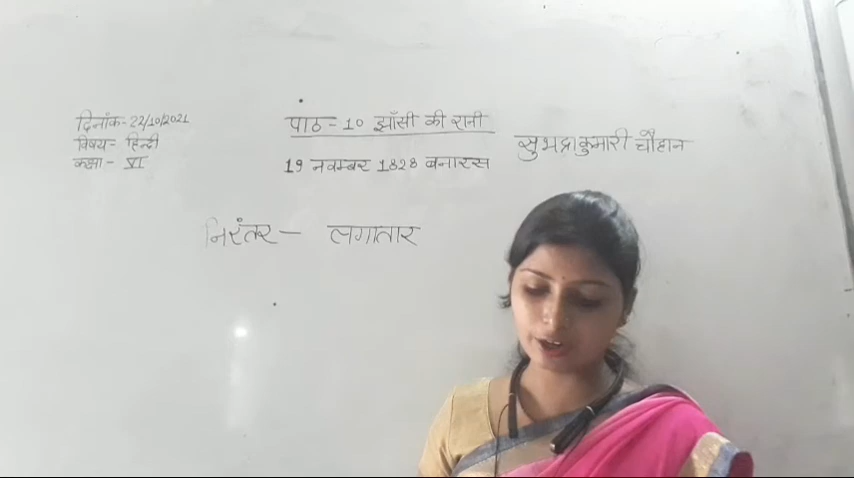 दिनांक- 22/10/2021
विषय- हिन्दी
कक्षा- VI
पाठ-10 झाँसी की रानी
सुभद्राकुमारी चौहान
19 नवम्बर 1828 बनारस
निरंतर- लगातार